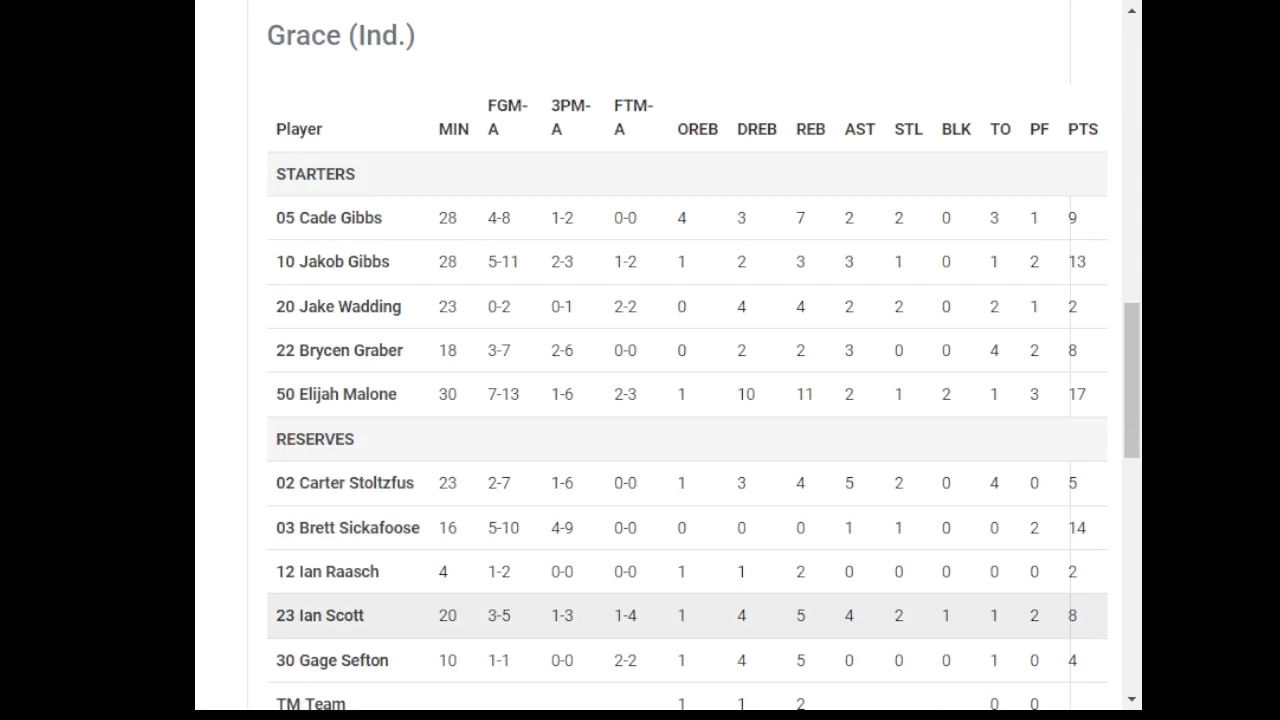 Grace (Ind.)
Player MIN FGM-A 3PM-A FTM-A OREB DREB REB AST STL BLK TO PF PTS
STARTERS
05 Cade Gibbs 28 4-8 1-2 0-0 4 3 7 2 2 0 3 1 9
10 Jakob Gibbs 28 5-11 2-3 1-2 1 2 3 3 1 0 1 2 13
20 Jake Wadding 23 0-2 0-1 2-2 0 4 4 2 2 0 2 1 2
22 Brycen Graber 18 3-7 2-6 0-0 0 2 2 3 0 0 4 2 8
50 Elijah Malone 30 7-13 1-6 2-3 1 10 11 2 1 2 1 3 17
RESERVES
02 Carter Stoltzfus 23 2-7 1-6 0-0 1 3 4 5 2 0 4 0 5
03 Brett Sickafoose 16 5-10 4-9 0-0 0 0 0 1 1 0 0 2 14
12 Ian Raasch 4 1-2 0-0 0-0 1 1 2 0 0 0 0 0 2
23 Ian Scott 20 3-5 1-3 1-4 1 4 5 4 2 1 1 2 8
30 Gage Sefton 10 1-1 0-0 2-2 1 4 5 0 0 0 1 0 4
TM Team 1 1 2 0 0